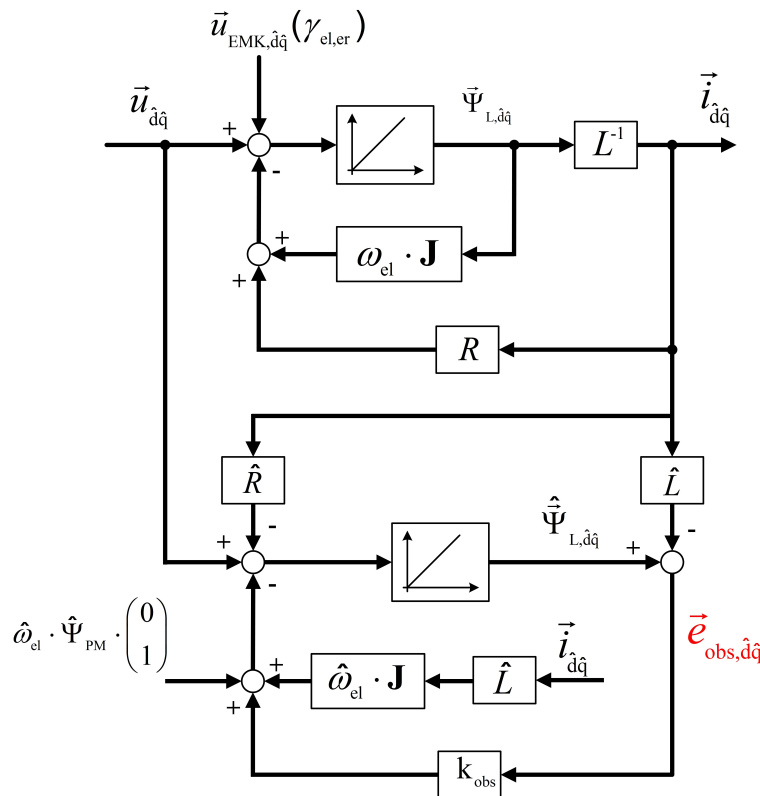 u⃗_EMK,d̂q̂(γ_el,er)
u⃗_d̂q̂
Ψ⃗_L,d̂q̂
i⃗_d̂q̂
+
-
L⁻¹
+
ω_el · J
+
R
R̂
L̂
-
Ψ̂⃗_L,d̂q̂
-
+
+
-
ω̂_el · Ψ̂_PM · (0 1)
i⃗_d̂q̂
e⃗_obs,d̂q̂
+
ω̂_el · J
L̂
+
k_obs